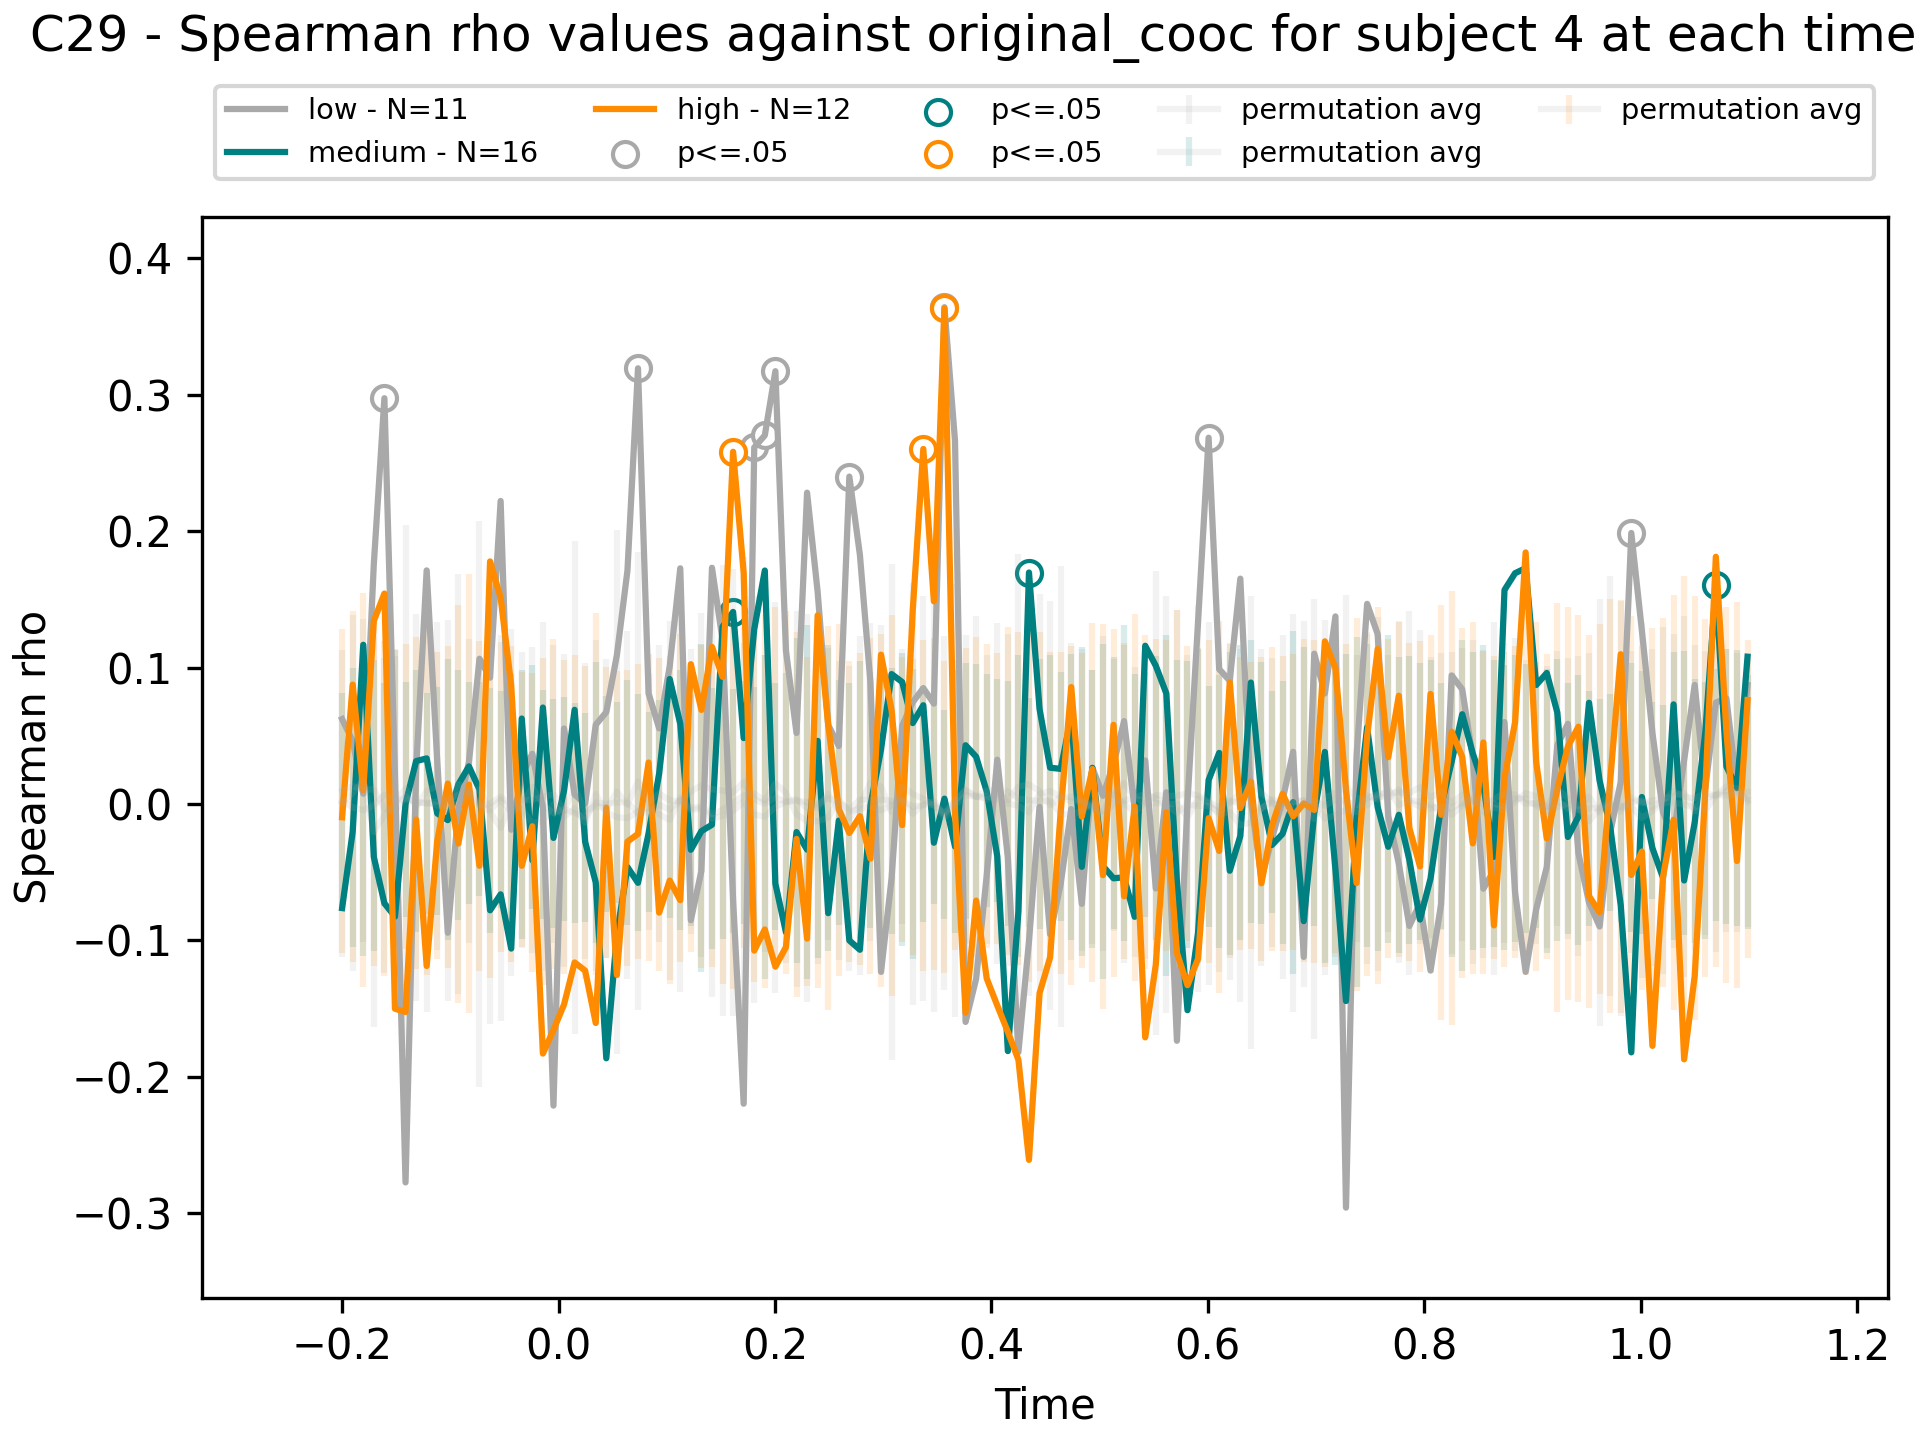 C29 - Spearman rho values against original_cooc for subject 4 at each time
low - N=11
medium - N=16
high - N=12
p<=.05
p<=.05
p<=.05
permutation avg
permutation avg
permutation avg
Spearman rho
0.4
0.3
0.2
0.1
0.0
−0.1
−0.2
−0.3
−0.2
0.0
0.2
0.4
0.6
0.8
1.0
1.2
Time